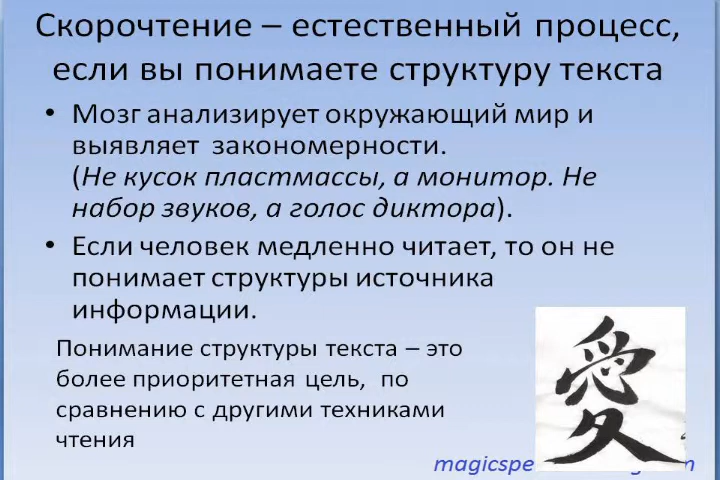 Скорочтение – естественный процесс,
если вы понимаете структуру текста
• Мозг анализирует окружающий мир и
выявляет закономерности.
(Не кусок пластмассы, а монитор. Не
набор звуков, а голос диктора).
• Если человек медленно читает, то он не
понимает структуры источника
информации.
Понимание структуры текста – это
более приоритетная цель, по
сравнению с другими техниками
чтения
愛